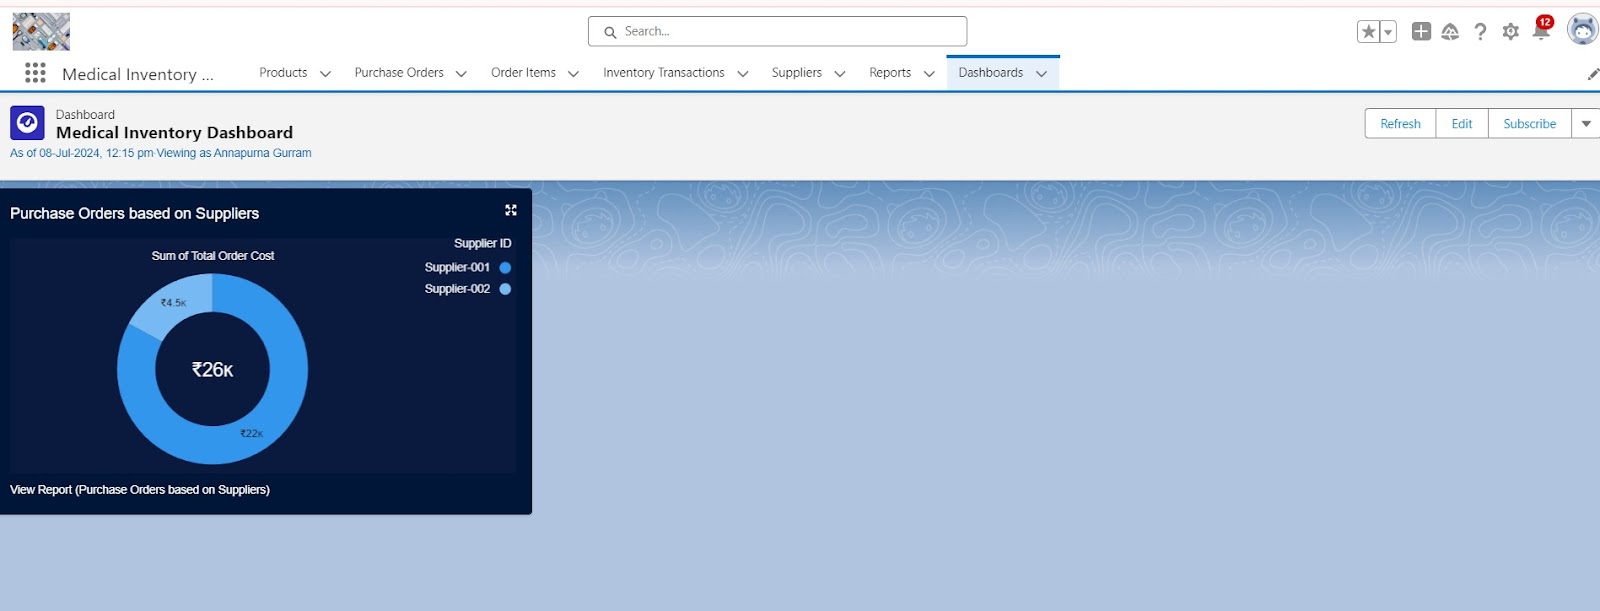 Search...
12
Medical Inventory ...
Products
Purchase Orders
Order Items
Inventory Transactions
Suppliers
Reports
Dashboards
Dashboard
Medical Inventory Dashboard
As of 08-Jul-2024, 12:15 pm·Viewing as Annapurna Gurram
Refresh
Edit
Subscribe
Purchase Orders based on Suppliers
Sum of Total Order Cost
Supplier ID
Supplier-001
Supplier-002
₹4.5K
₹26K
₹22K
View Report (Purchase Orders based on Suppliers)